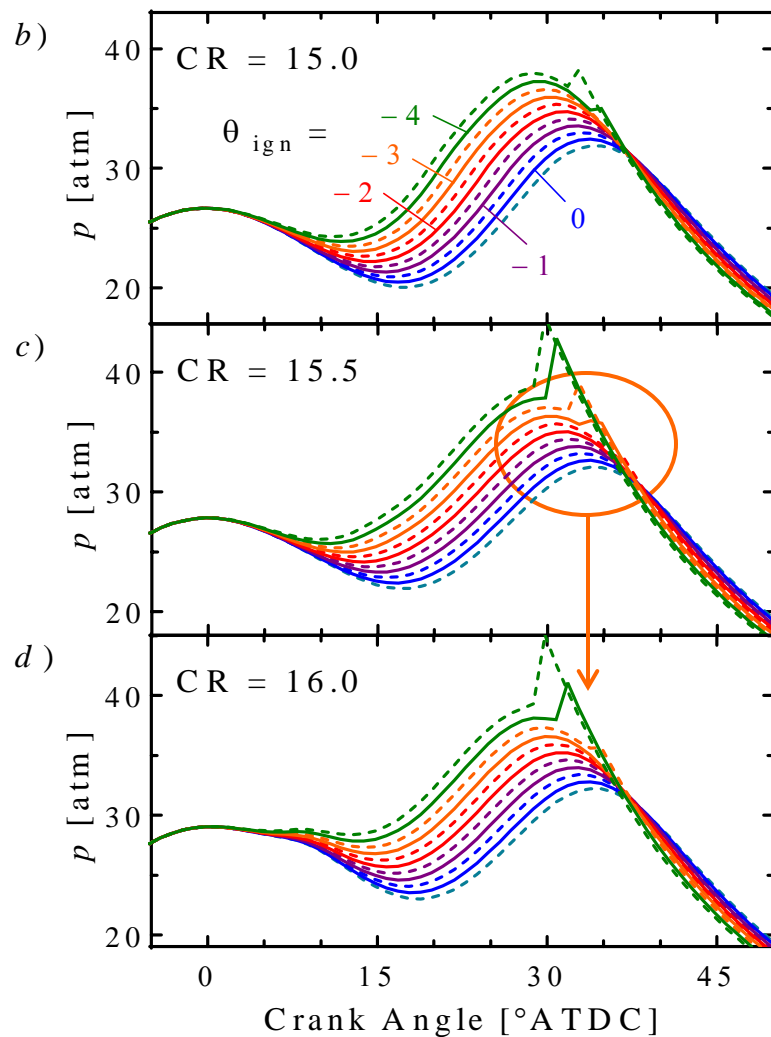 b)
CR = 15.0
θ ign =
– 4
– 3
– 2
– 1
0
p [atm]
40
30
20
c)
CR = 15.5
p [atm]
40
30
20
d)
CR = 16.0
p [atm]
40
30
20
0 15 30 45
Crank Angle [°ATDC]